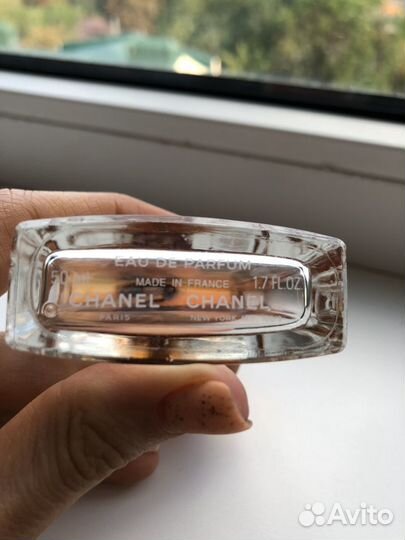 EAU DE PARFUM
50 ML MADE IN FRANCE 1.7 FL.OZ
CHANEL CHANEL
PARIS NEW YORK
Avito